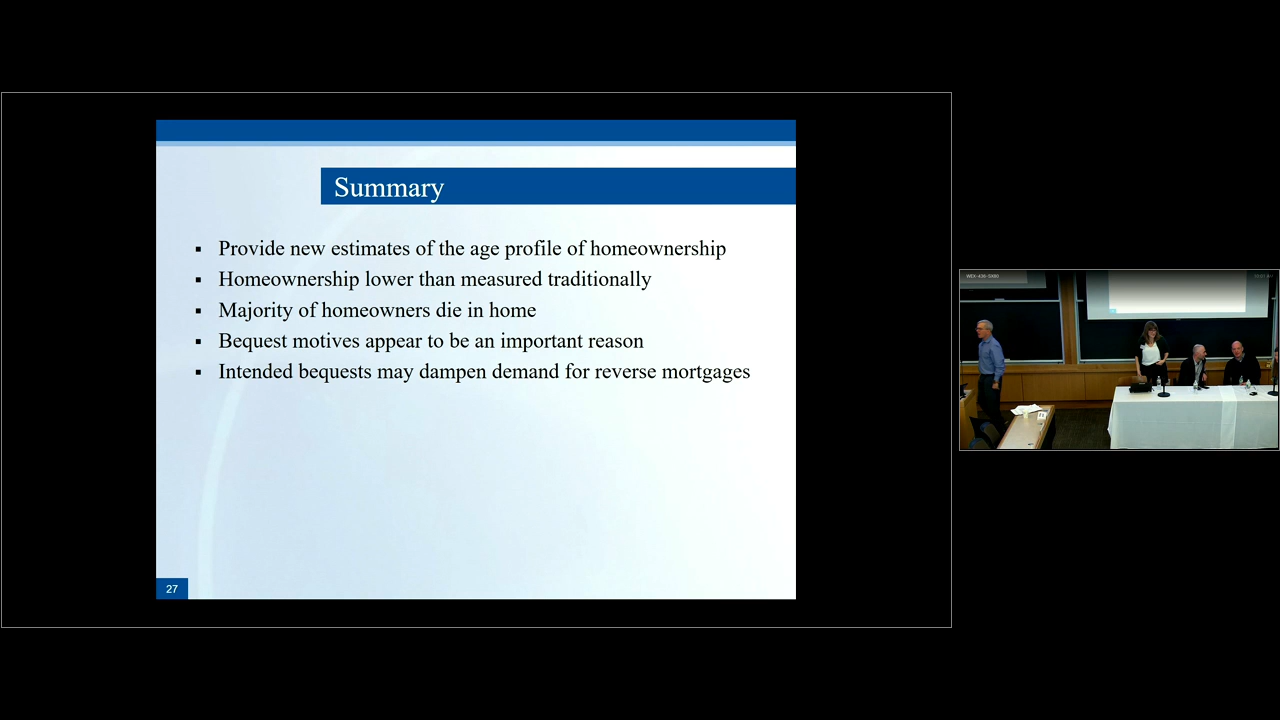 Summary
▪ Provide new estimates of the age profile of homeownership
▪ Homeownership lower than measured traditionally
▪ Majority of homeowners die in home
▪ Bequest motives appear to be an important reason
▪ Intended bequests may dampen demand for reverse mortgages
27